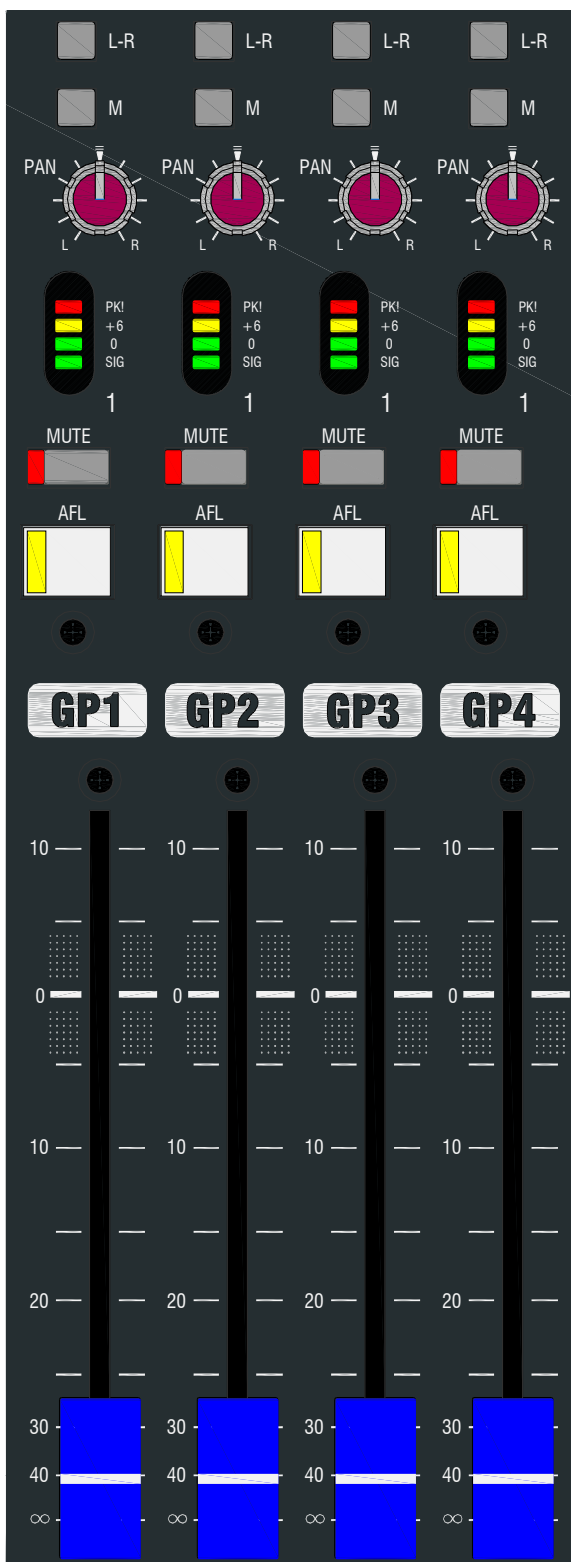 L-R L-R L-R L-R
M M M M
PAN PAN PAN PAN
L R L R L R L R
PK! PK! PK! PK!
+6 +6 +6 +6
0 0 0 0
SIG SIG SIG SIG
1 1 1 1
MUTE MUTE MUTE MUTE
AFL AFL AFL AFL
GP1 GP2 GP3 GP4
10 10 10 10
0 0 0 0
10 10 10 10
20 20 20 20
30 30 30 30
40 40 40 40
∞ ∞ ∞ ∞